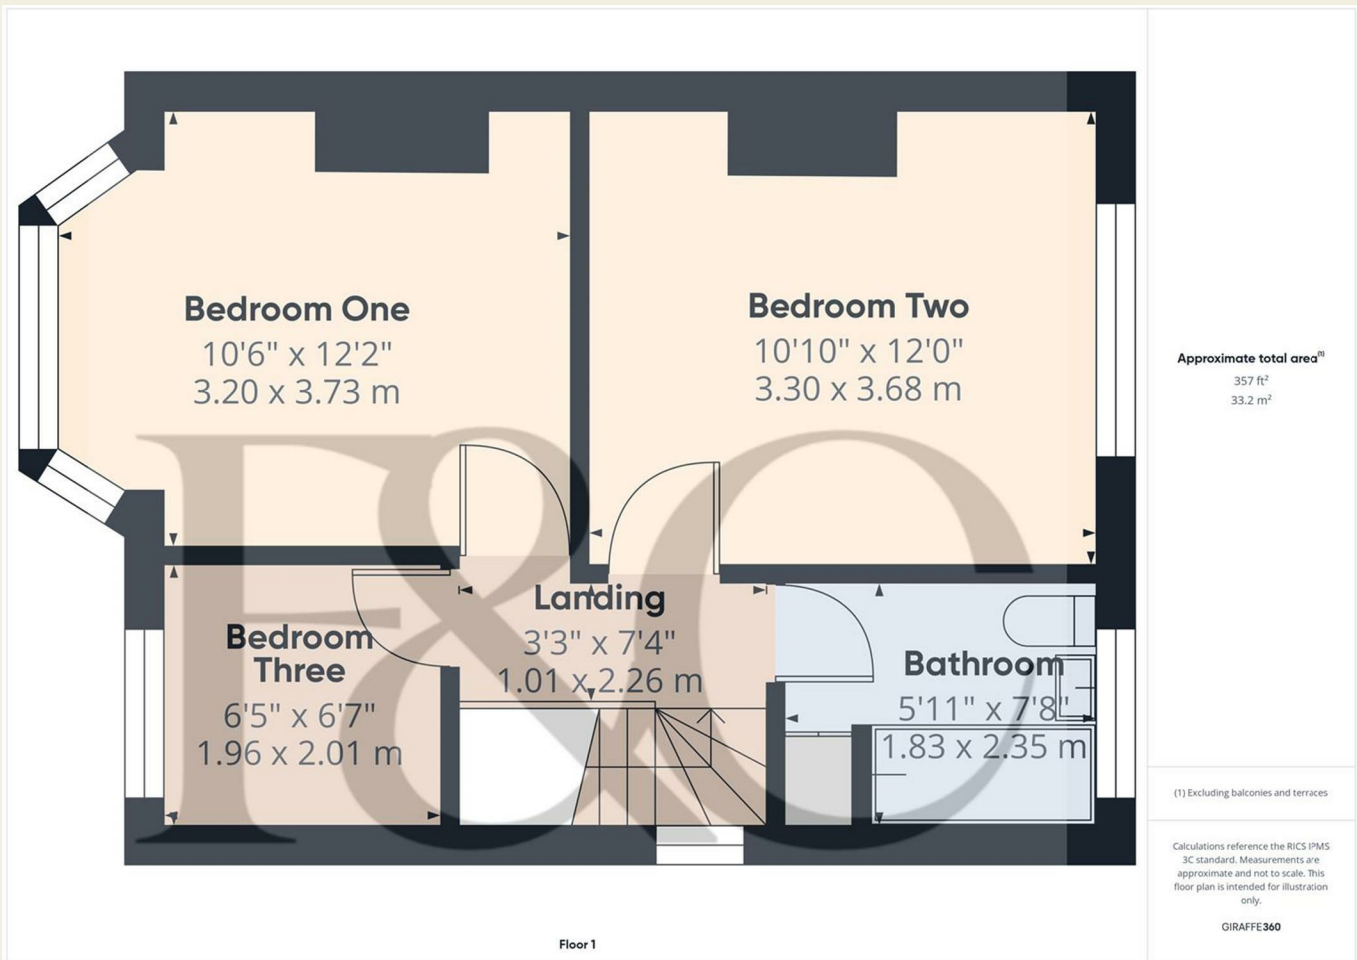 Bedroom One
10'6" x 12'2"
3.20 x 3.73 m
Bedroom Two
10'10" x 12'0"
3.30 x 3.68 m
Landing
3'3" x 7'4"
1.01 x 2.26 m
Bedroom
Three
6'5" x 6'7"
1.96 x 2.01 m
Bathroom
5'11" x 7'8"
1.83 x 2.35 m
F&C
Floor 1
Approximate total area(1)
357 ft²
33.2 m²
(1) Excluding balconies and terraces
Calculations reference the RICS IPMS
3C standard. Measurements are
approximate and not to scale. This
floor plan is intended for illustration
only.
GIRAFFE360